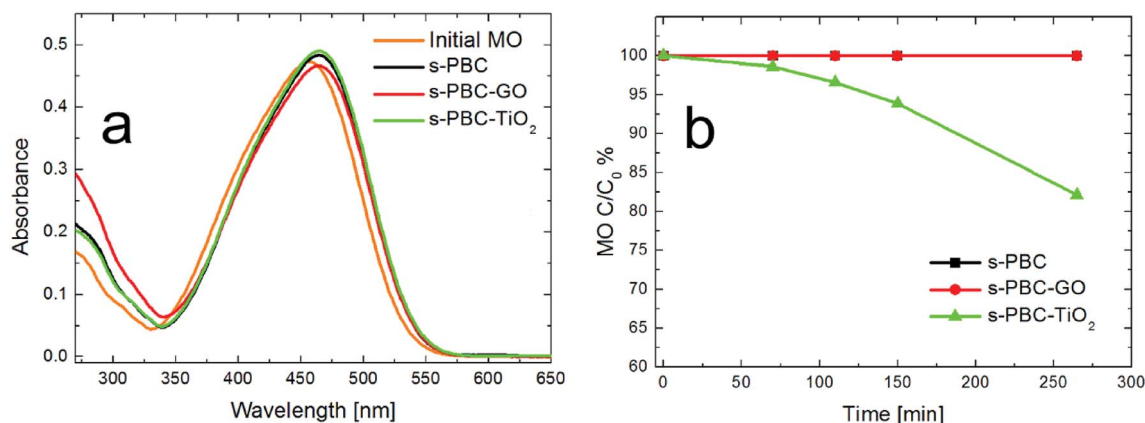 a
Initial MO
s-PBC
s-PBC-GO
s-PBC-TiO₂
Absorbance
0.5
0.4
0.3
0.2
0.1
0.0
300 350 400 450 500 550 600 650
Wavelength [nm]
b
MO C/C₀ %
100
95
90
85
80
75
70
65
60
s-PBC
s-PBC-GO
s-PBC-TiO₂
0 50 100 150 200 250 300
Time [min]